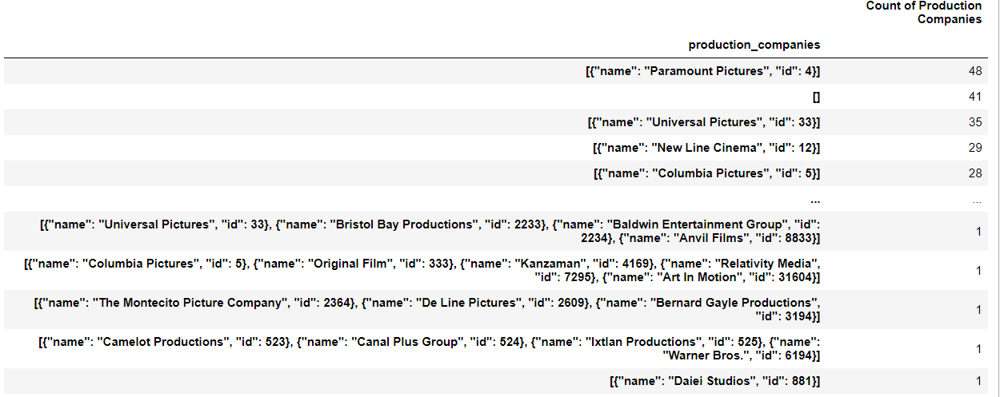 Count of Production
Companies
production_companies
[{"name": "Paramount Pictures", "id": 4}] 48
[] 41
[{"name": "Universal Pictures", "id": 33}] 35
[{"name": "New Line Cinema", "id": 12}] 29
[{"name": "Columbia Pictures", "id": 5}] 28
... ...
[{"name": "Universal Pictures", "id": 33}, {"name": "Bristol Bay Productions", "id": 2233}, {"name": "Baldwin Entertainment Group", "id":
2234}, {"name": "Anvil Films", "id": 8833}] 1
[{"name": "Columbia Pictures", "id": 5}, {"name": "Original Film", "id": 333}, {"name": "Kanzaman", "id": 4169}, {"name": "Relativity Media",
"id": 7295}, {"name": "Art In Motion", "id": 31604}] 1
[{"name": "The Montecito Picture Company", "id": 2364}, {"name": "De Line Pictures", "id": 2609}, {"name": "Bernard Gayle Productions",
"id": 3194}] 1
[{"name": "Camelot Productions", "id": 523}, {"name": "Canal Plus Group", "id": 524}, {"name": "Ixtlan Productions", "id": 525}, {"name":
"Warner Bros.", "id": 6194}] 1
[{"name": "Daiei Studios", "id": 881}] 1